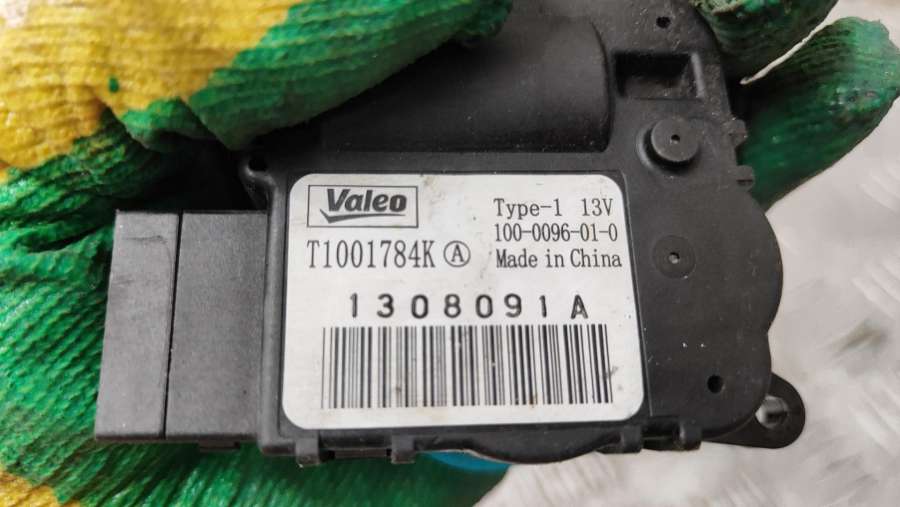 Valeo
T1001784K Ⓐ
Type-1 13V
100-0096-01-0
Made in China
1308091A